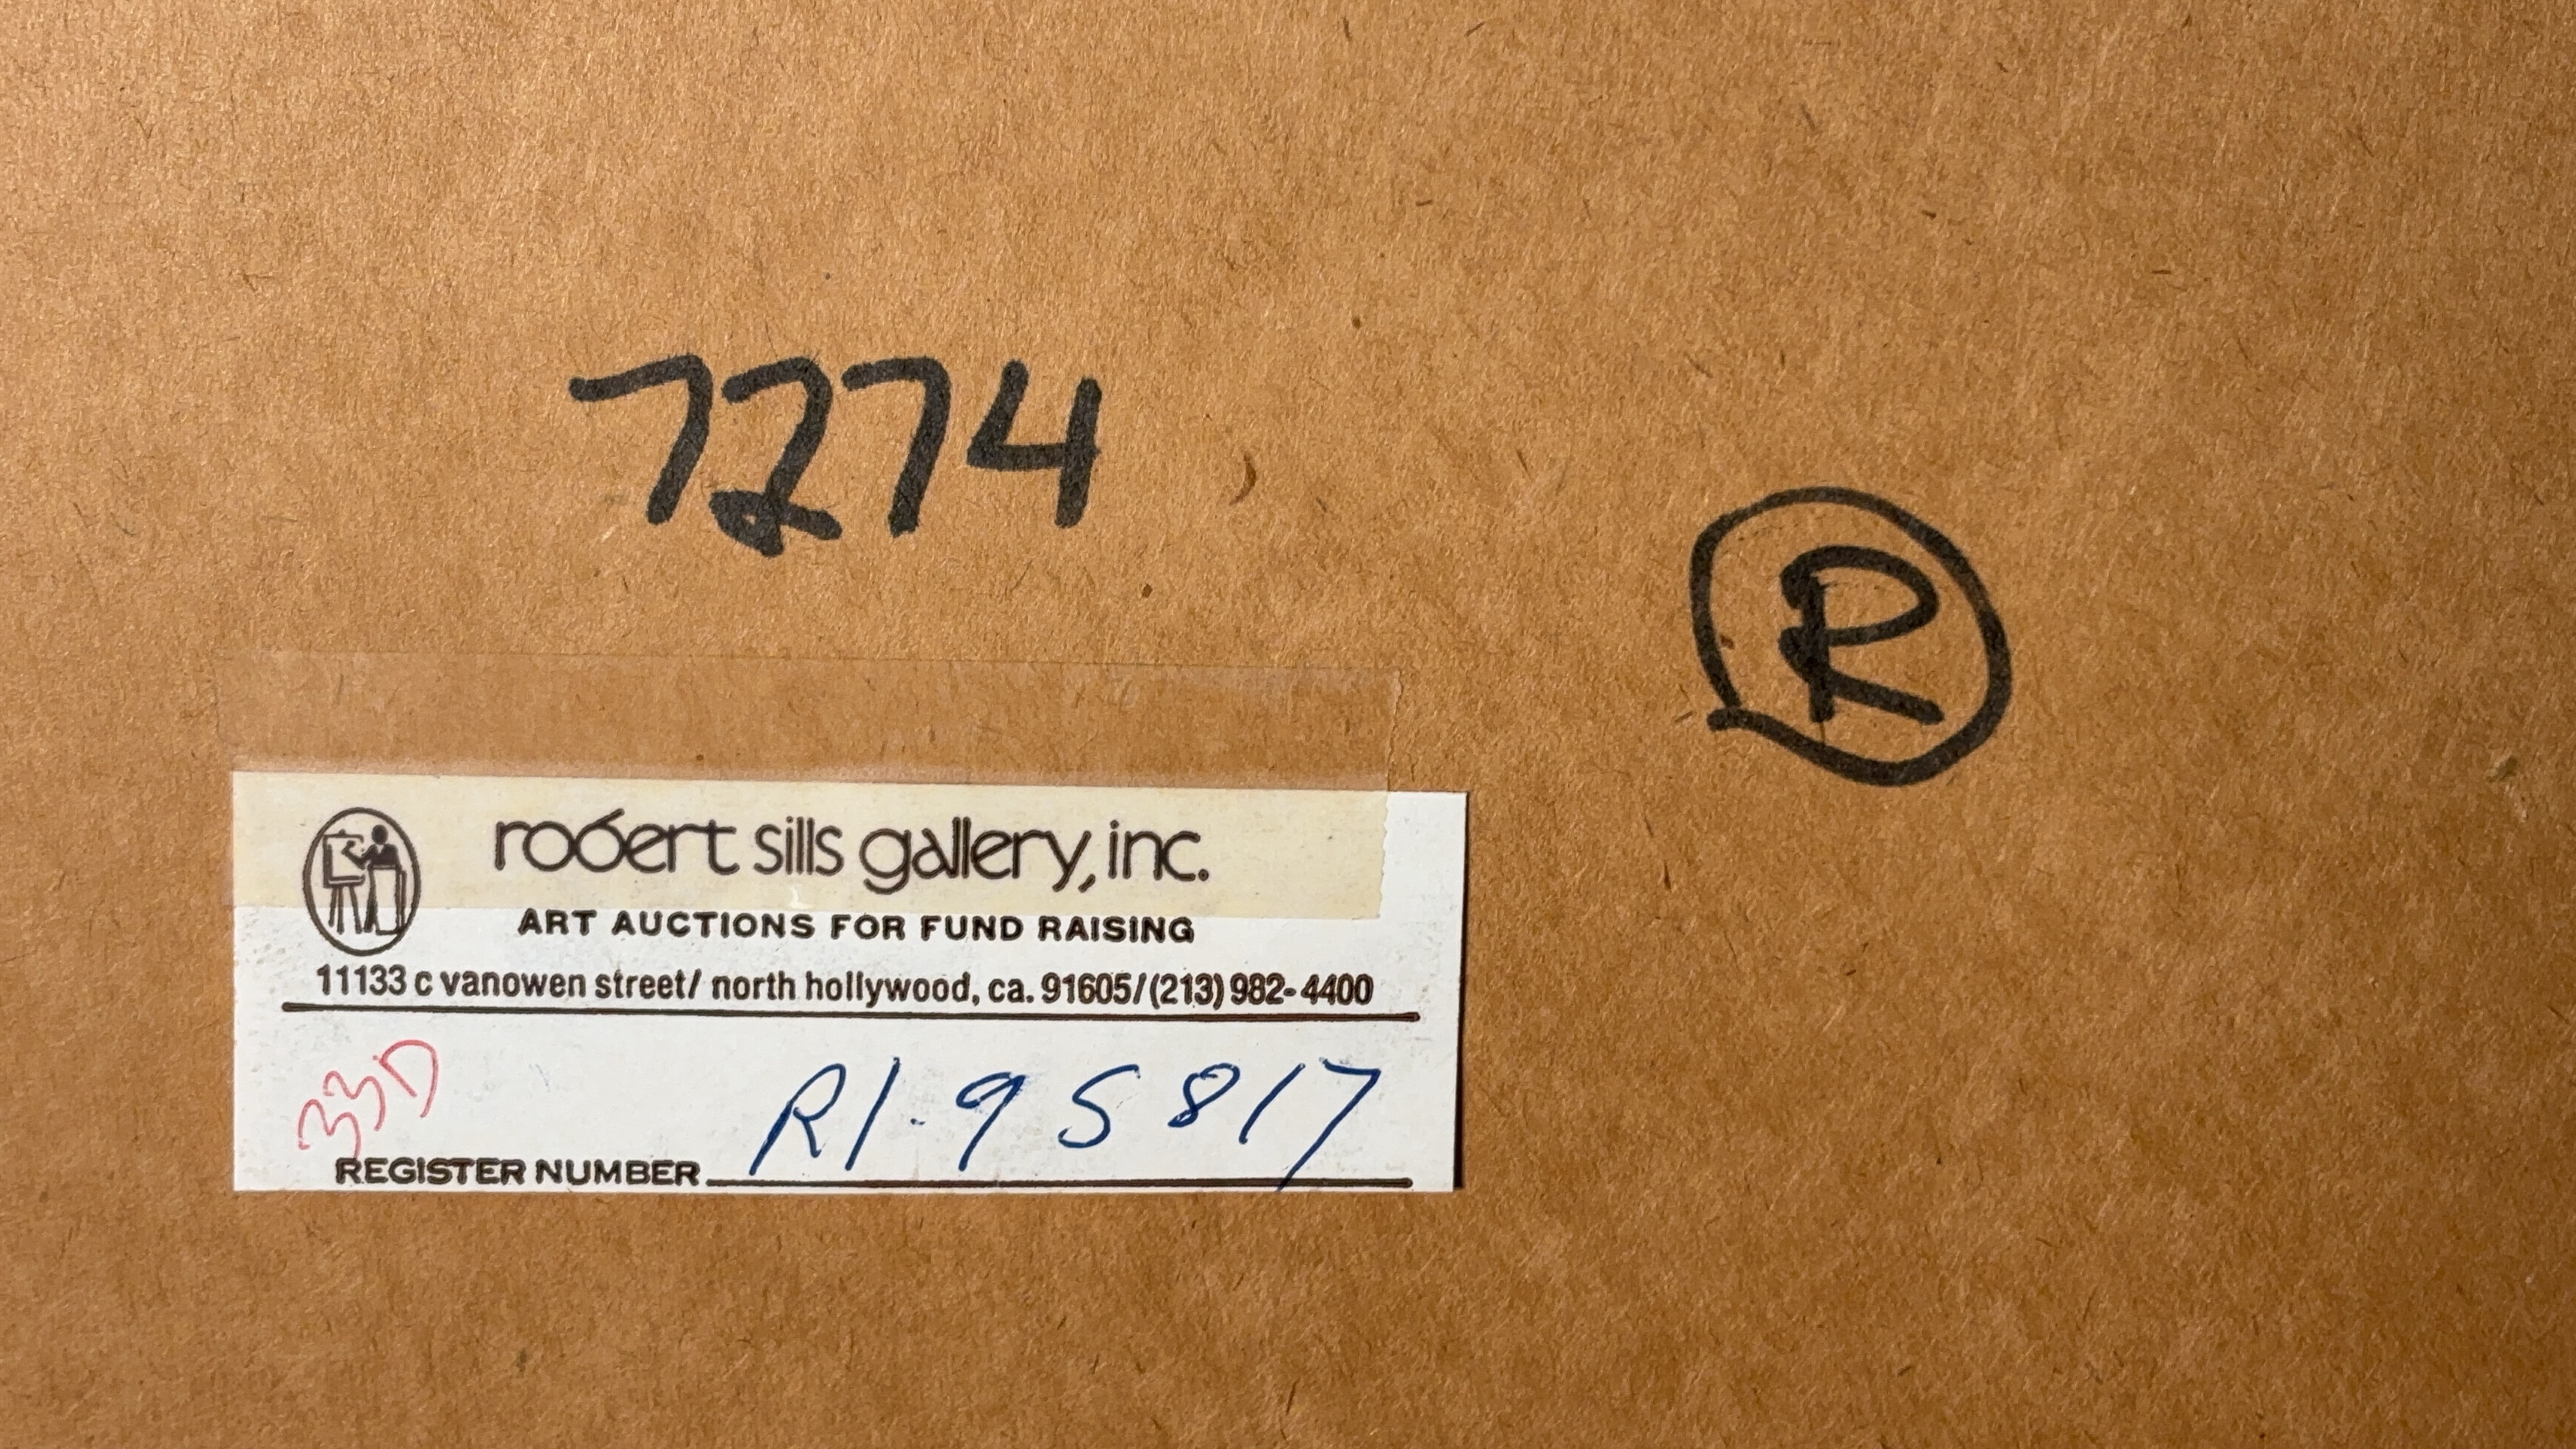 7274
R
robert sills gallery, inc.
ART AUCTIONS FOR FUND RAISING
11133 c vanowen street/ north hollywood, ca. 91605/(213) 982-4400
33D
REGISTER NUMBER R1.95817